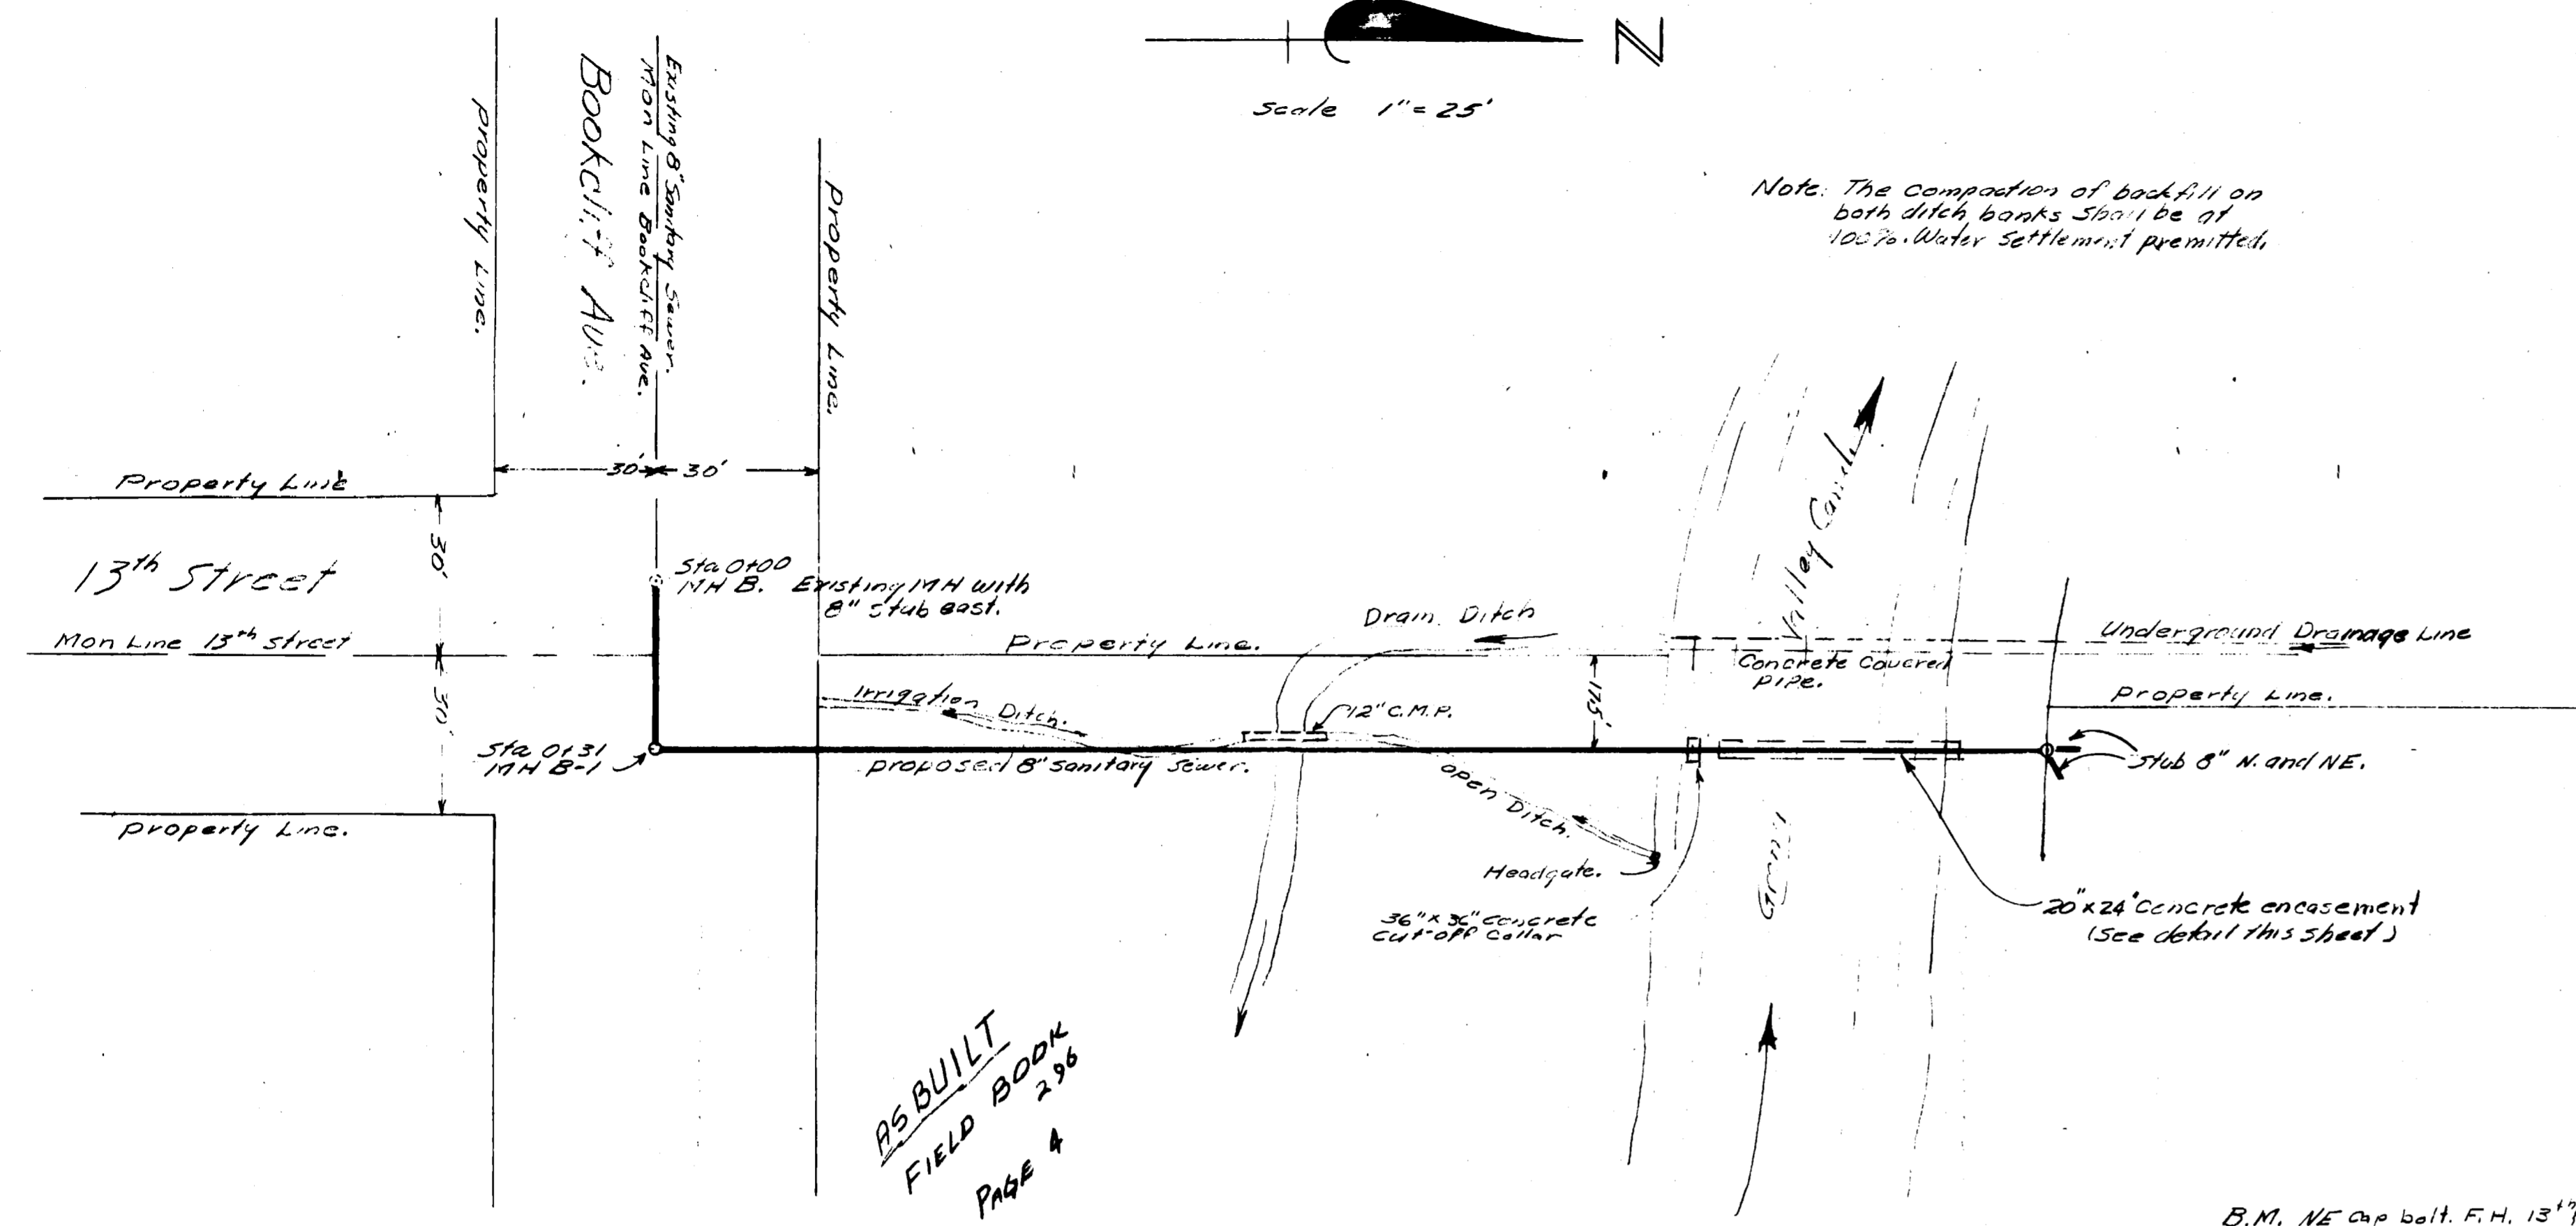 N
Scale 1" = 25'
Note: The compaction of backfill on
both ditch banks shall be at
100%. Water Settlement premitted.
Property Line.
Bookcliff Ave.
Existing 8" Sanitary Sewer.
Mon Line Bookcliff Ave.
Property Line.
30' 30'
Property Line
30'
13th Street
Sta 0+00
MH B. Existing MH with
8" stub east.
Mon Line 13th Street
30'
Property Line.
Drain Ditch
Valley Canal
Underground Drainage Line
Concrete Covered
pipe.
Property Line.
Irrigation Ditch.
12" C.M.P.
17.5'
Sta 0+31
MH B-1
proposed 8" sanitary sewer.
Stub 8" N. and NE.
open Ditch.
Property Line.
Headgate.
Grand
36" x 36" concrete
cut-off collar
20" x 24" concrete encasement
(see detail this sheet)
AS BUILT
FIELD BOOK
296
PAGE 4
B.M. NE cap bolt. F.H. 13th